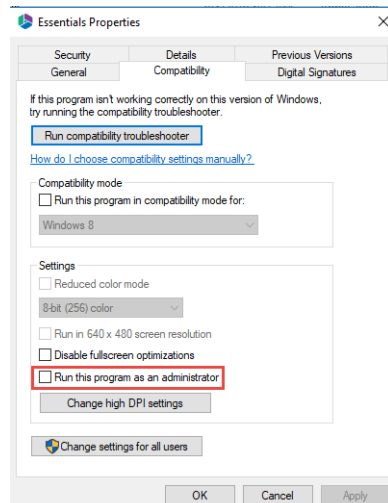 Essentials Properties
Security Details Previous Versions
General Compatibility Digital Signatures
If this program isn't working correctly on this version of Windows,
try running the compatibility troubleshooter.
Run compatibility troubleshooter
How do I choose compatibility settings manually?
Compatibility mode
Run this program in compatibility mode for:
Windows 8
Settings
Reduced color mode
8-bit (256) color
Run in 640 x 480 screen resolution
Disable fullscreen optimizations
Run this program as an administrator
Change high DPI settings
Change settings for all users
OK Cancel Apply